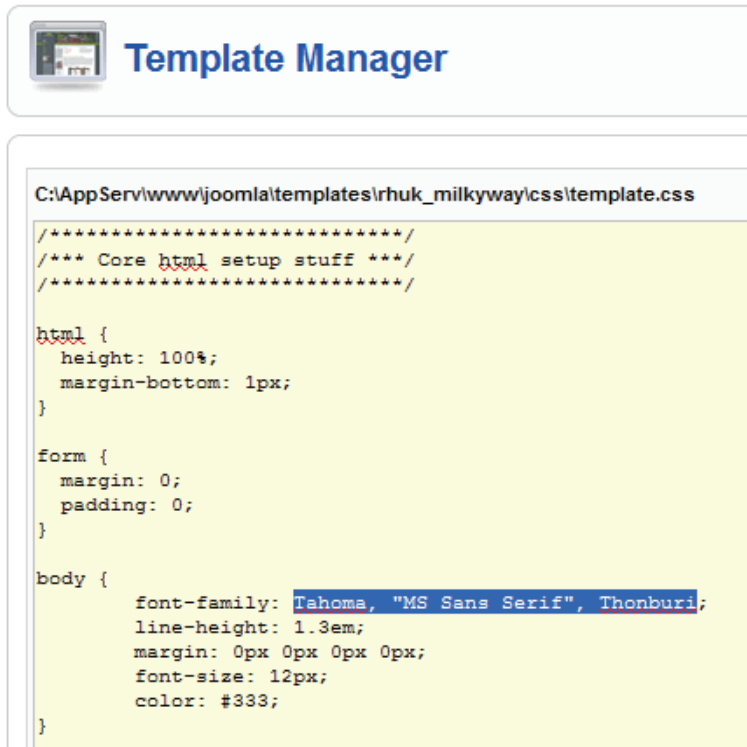 Template Manager
C:\AppServ\www\joomla\templates\rhuk_milkyway\css\template.css
/*****************************/
/*** Core html setup stuff ***/
/*****************************/
html {
height: 100%;
margin-bottom: 1px;
}
form {
margin: 0;
padding: 0;
}
body {
font-family: Tahoma, "MS Sans Serif", Thonburi;
line-height: 1.3em;
margin: 0px 0px 0px 0px;
font-size: 12px;
color: #333;
}